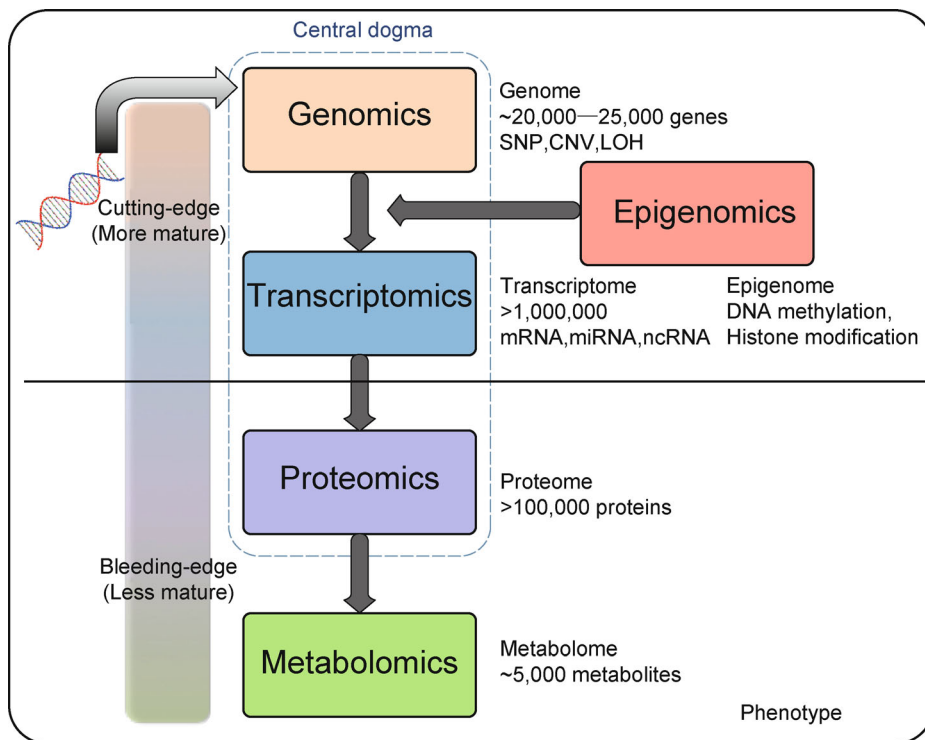 Central dogma
Genomics
Genome
~20,000—25,000 genes
SNP,CNV,LOH
Cutting-edge
(More mature)
Epigenomics
Transcriptomics
Transcriptome
>1,000,000
mRNA,miRNA,ncRNA
Epigenome
DNA methylation,
Histone modification
Proteomics
Proteome
>100,000 proteins
Bleeding-edge
(Less mature)
Metabolomics
Metabolome
~5,000 metabolites
Phenotype